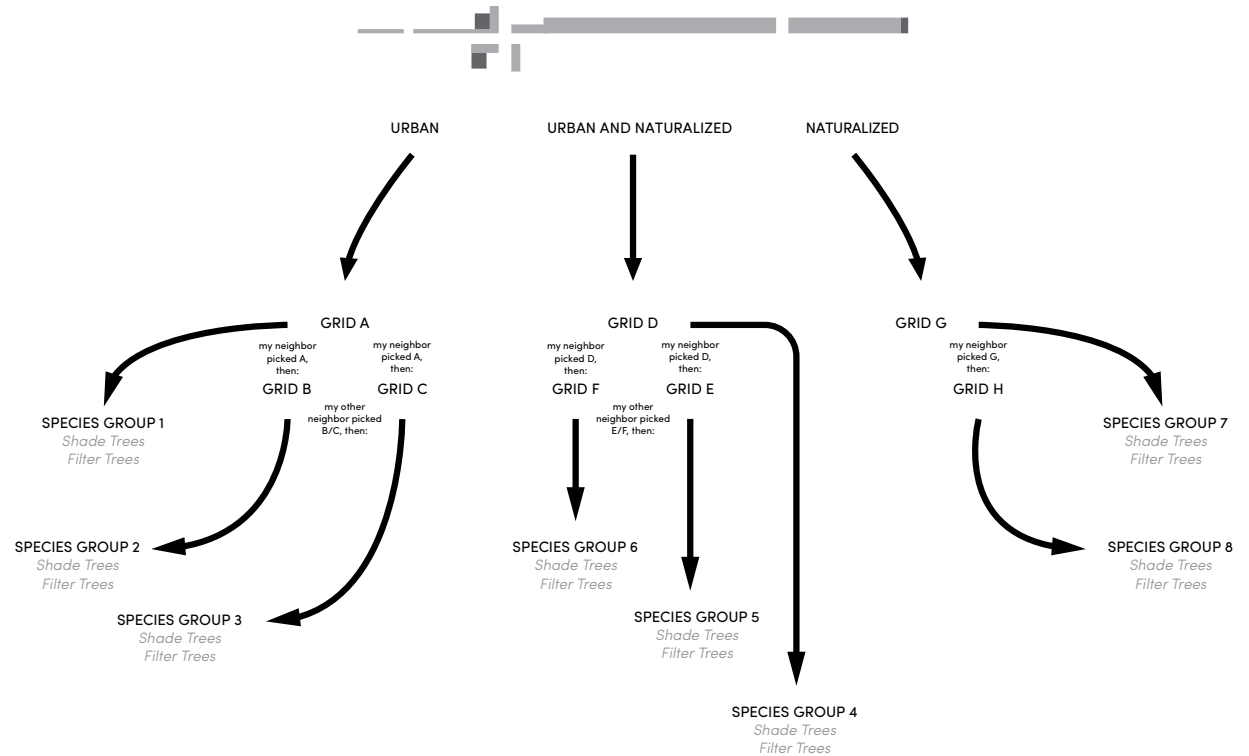 URBAN
URBAN AND NATURALIZED
NATURALIZED
GRID A
my neighbor
picked A,
then:
GRID B
my neighbor
picked A,
then:
GRID C
my other
neighbor picked
B/C, then:
SPECIES GROUP 1
Shade Trees
Filter Trees
SPECIES GROUP 2
Shade Trees
Filter Trees
SPECIES GROUP 3
Shade Trees
Filter Trees
GRID D
my neighbor
picked D,
then:
GRID F
my neighbor
picked D,
then:
GRID E
my other
neighbor picked
E/F, then:
SPECIES GROUP 6
Shade Trees
Filter Trees
SPECIES GROUP 5
Shade Trees
Filter Trees
SPECIES GROUP 4
Shade Trees
Filter Trees
GRID G
my neighbor
picked G,
then:
GRID H
SPECIES GROUP 7
Shade Trees
Filter Trees
SPECIES GROUP 8
Shade Trees
Filter Trees